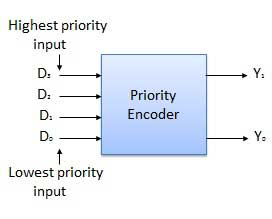 Highest priority
input
D₃
Y₁
D₂
Priority
D₁
Encoder
D₀
Y₀
Lowest priority
input